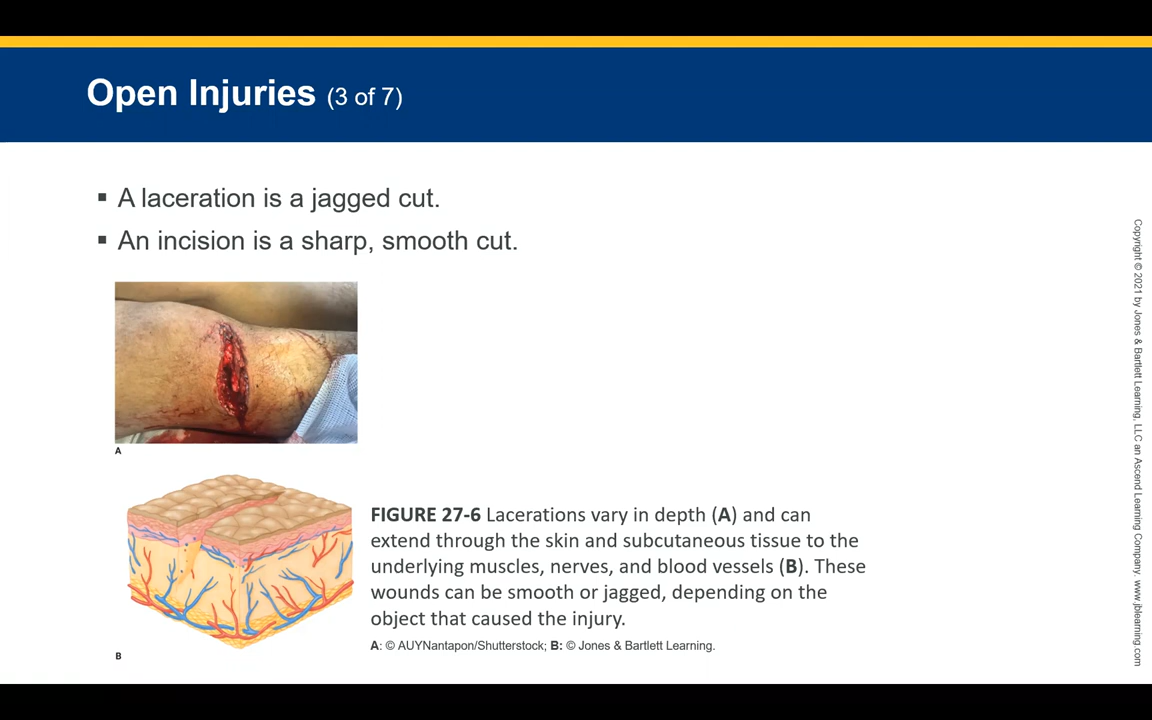 Open Injuries (3 of 7)
▪ A laceration is a jagged cut.
▪ An incision is a sharp, smooth cut.
A
B
FIGURE 27-6 Lacerations vary in depth (A) and can
extend through the skin and subcutaneous tissue to the
underlying muscles, nerves, and blood vessels (B). These
wounds can be smooth or jagged, depending on the
object that caused the injury.
A: © AUYNantapon/Shutterstock; B: © Jones & Bartlett Learning.
Copyright © 2021 by Jones & Bartlett Learning, LLC an Ascend Learning Company. www.jblearning.com